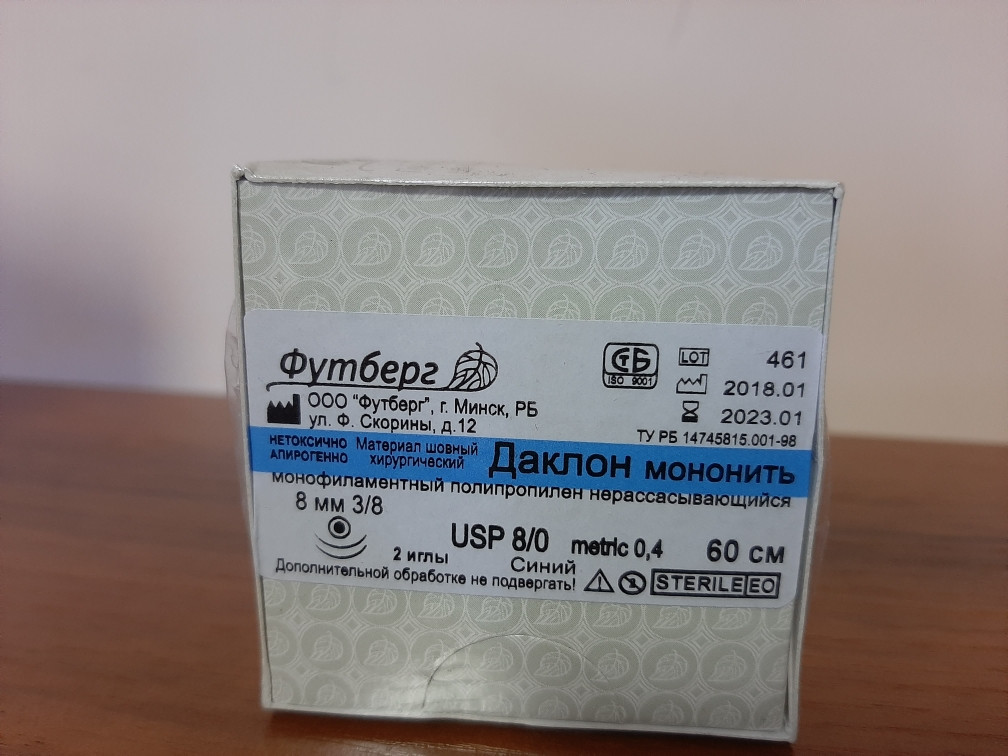 Футберг
СТБ
ISO 9001
LOT 461
2018.01
2023.01
ООО "Футберг", г. Минск, РБ
ул. Ф. Скорины, д.12
ТУ РБ 14745815.001-98
НЕТОКСИЧНО
АПИРОГЕННО
Материал шовный
хирургический
Даклон мононить
монофиламентный полипропилен нерассасывающийся
8 мм 3/8
2 иглы
USP 8/0 metric 0,4 60 см
Синий
Дополнительной обработке не подвергать!
2
STERILE EO